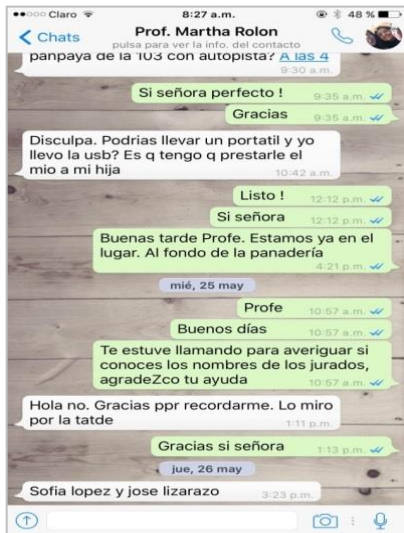 Claro 8:27 a.m. 48 %
Chats Prof. Martha Rolon
pulsa para ver la info. del contacto
panpaya de la 103 con autopista? A las 4
9:30 a.m.
Si señora perfecto ! 9:35 a.m.
Gracias 9:35 a.m.
Disculpa. Podrias llevar un portatil y yo
llevo la usb? Es q tengo q prestarle el
mio a mi hija
10:42 a.m.
Listo ! 12:12 p.m.
Si señora 12:12 p.m.
Buenas tarde Profe. Estamos ya en el
lugar. Al fondo de la panadería
4:21 p.m.
mié, 25 may
Profe 10:57 a.m.
Buenos días 10:57 a.m.
Te estuve llamando para averiguar si
conoces los nombres de los jurados,
agradeZco tu ayuda 10:57 a.m.
Hola no. Gracias ppr recordarme. Lo miro
por la tatde 1:11 p.m.
Gracias si señora 1:13 p.m.
jue, 26 may
Sofia lopez y jose lizarazo 3:23 p.m.